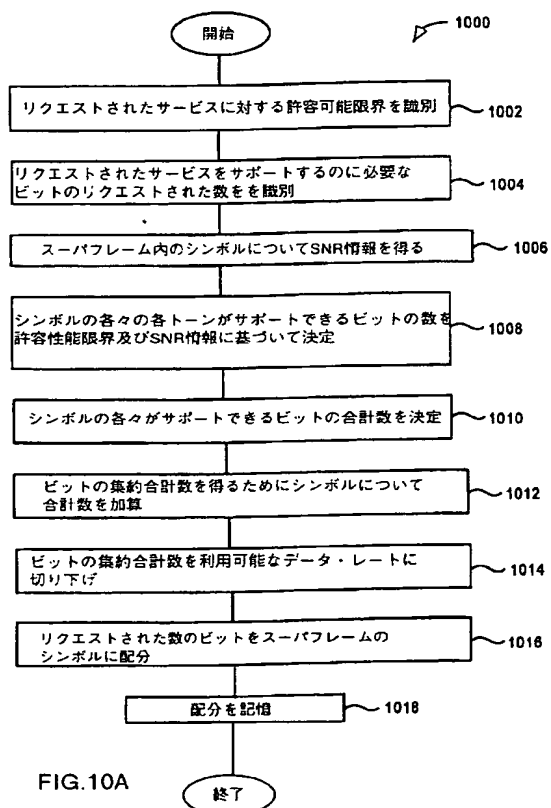 開始
1000
リクエストされたサービスに対する許容可能限界を識別
1002
リクエストされたサービスをサポートするのに必要な
ビットのリクエストされた数をを識別
1004
スーパフレーム内のシンボルについてSNR情報を得る
1006
シンボルの各々の各トーンがサポートできるビットの数を
許容性能限界及びSNR情報に基づいて決定
1008
シンボルの各々がサポートできるビットの合計数を決定
1010
ビットの集約合計数を得るためにシンボルについて
合計数を加算
1012
ビットの集約合計数を利用可能なデータ・レートに
切り下げ
1014
リクエストされた数のビットをスーパフレームの
シンボルに配分
1016
配分を記憶
1018
FIG.10A
終了